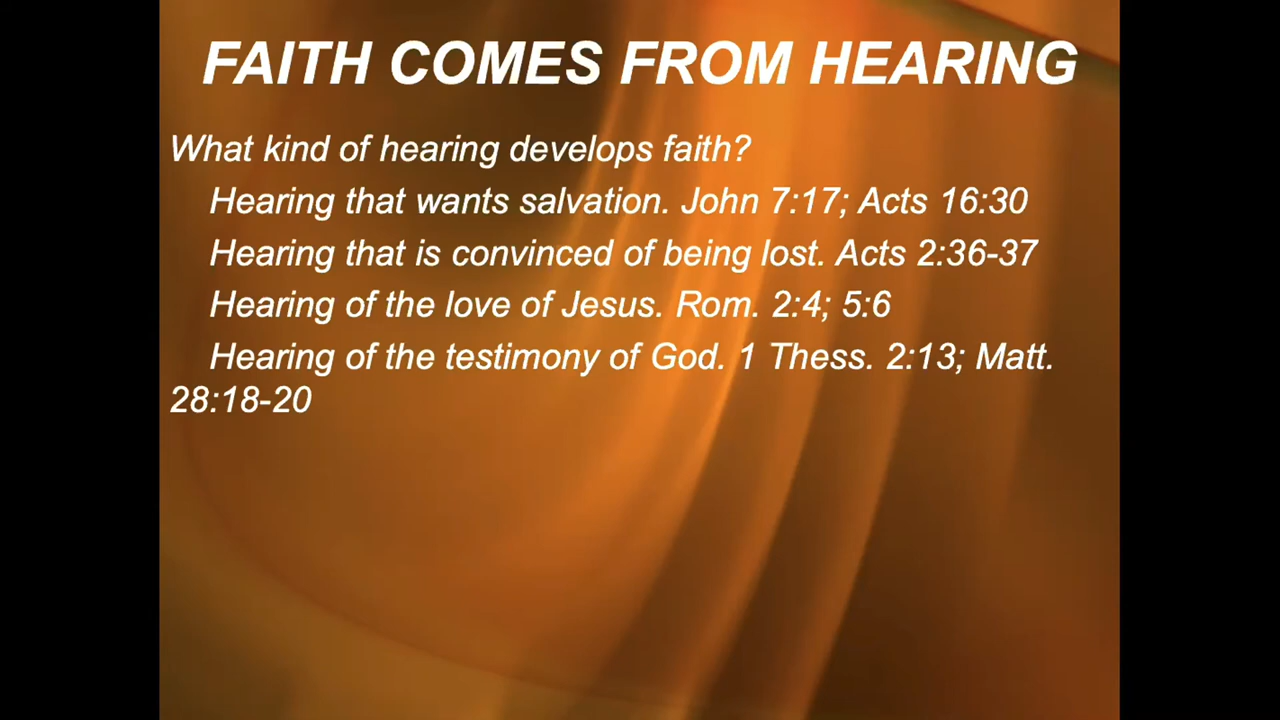 FAITH COMES FROM HEARING
What kind of hearing develops faith?
Hearing that wants salvation. John 7:17; Acts 16:30
Hearing that is convinced of being lost. Acts 2:36-37
Hearing of the love of Jesus. Rom. 2:4; 5:6
Hearing of the testimony of God. 1 Thess. 2:13; Matt.
28:18-20